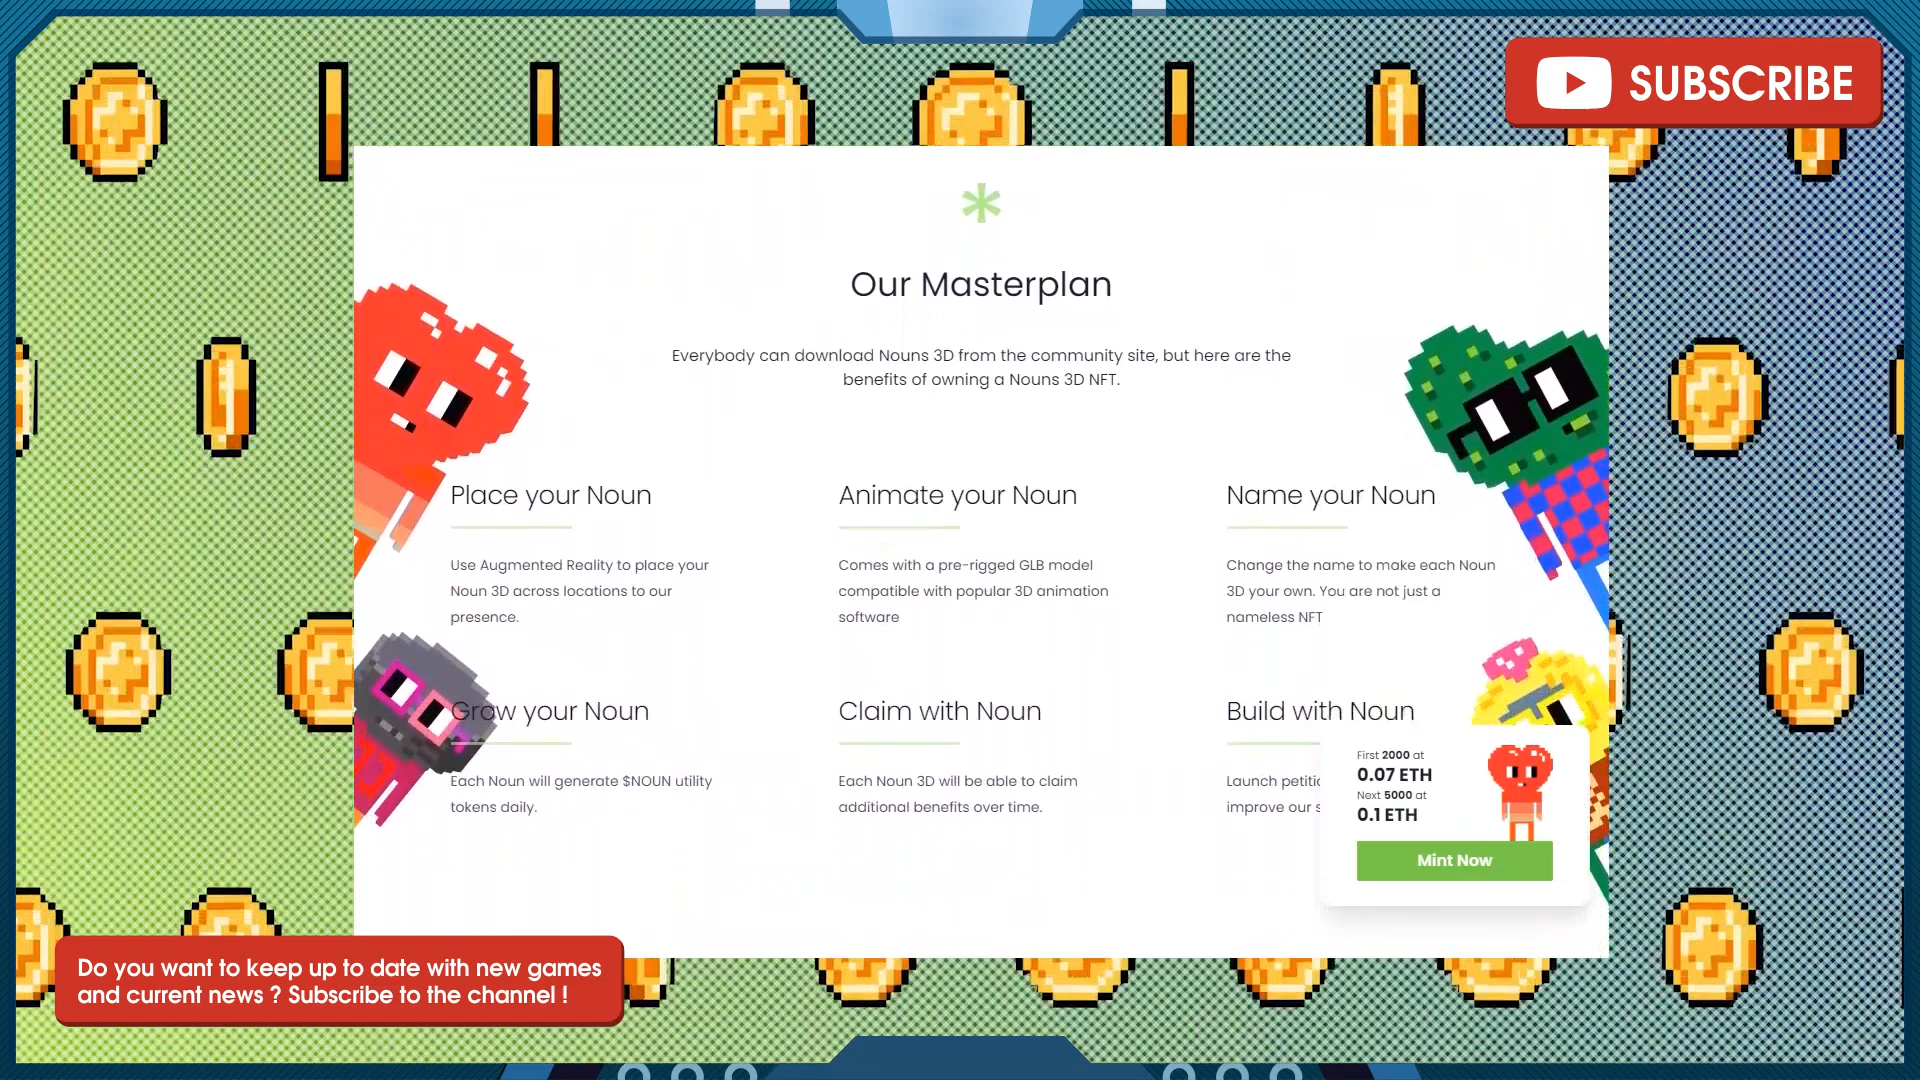 SUBSCRIBE
Our Masterplan
Everybody can download Nouns 3D from the community site, but here are the
benefits of owning a Nouns 3D NFT.
Place your Noun
Use Augmented Reality to place your
Noun 3D across locations to our
presence.
Animate your Noun
Comes with a pre-rigged GLB model
compatible with popular 3D animation
software
Name your Noun
Change the name to make each Noun
3D your own. You are not just a
nameless NFT
Grow your Noun
Each Noun will generate $NOUN utility
tokens daily.
Claim with Noun
Each Noun 3D will be able to claim
additional benefits over time.
Build with Noun
Launch
improve our
First 2000 at
0.07 ETH
Next 5000 at
0.1 ETH
Mint Now
Do you want to keep up to date with new games
and current news ? Subscribe to the channel !